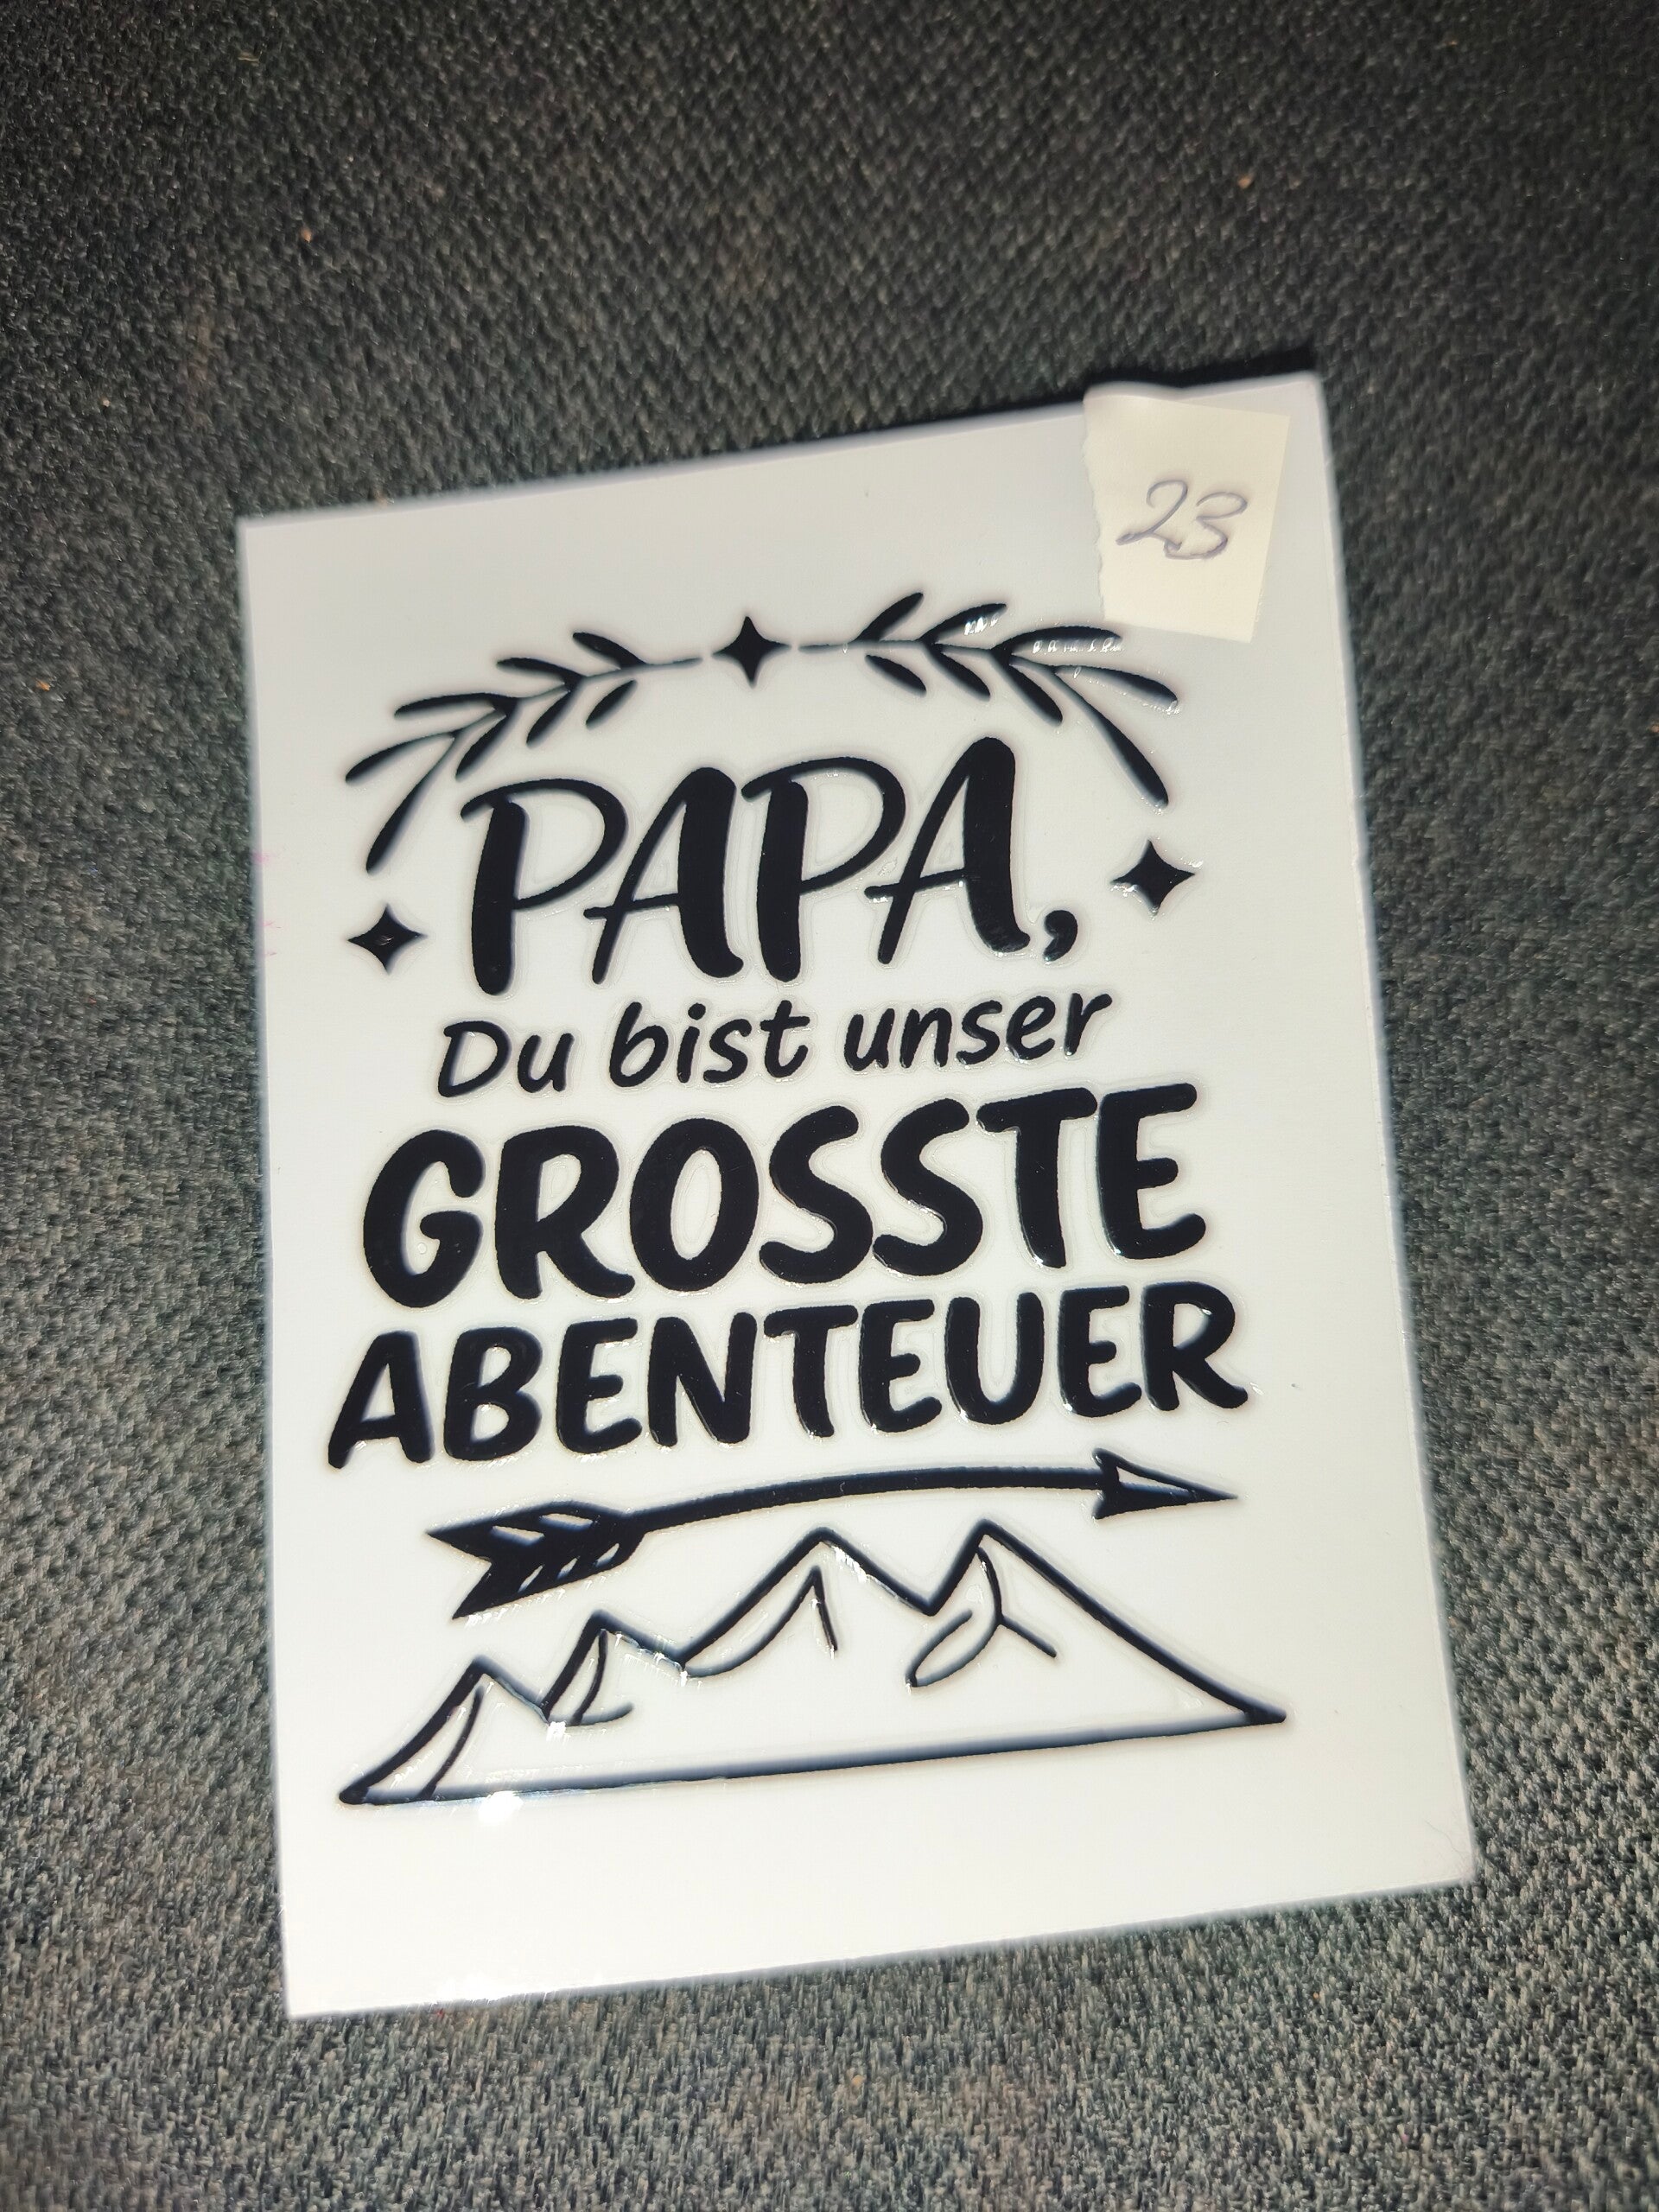 23
PAPA,
Du bist unser
GROSSTE
ABENTEUER